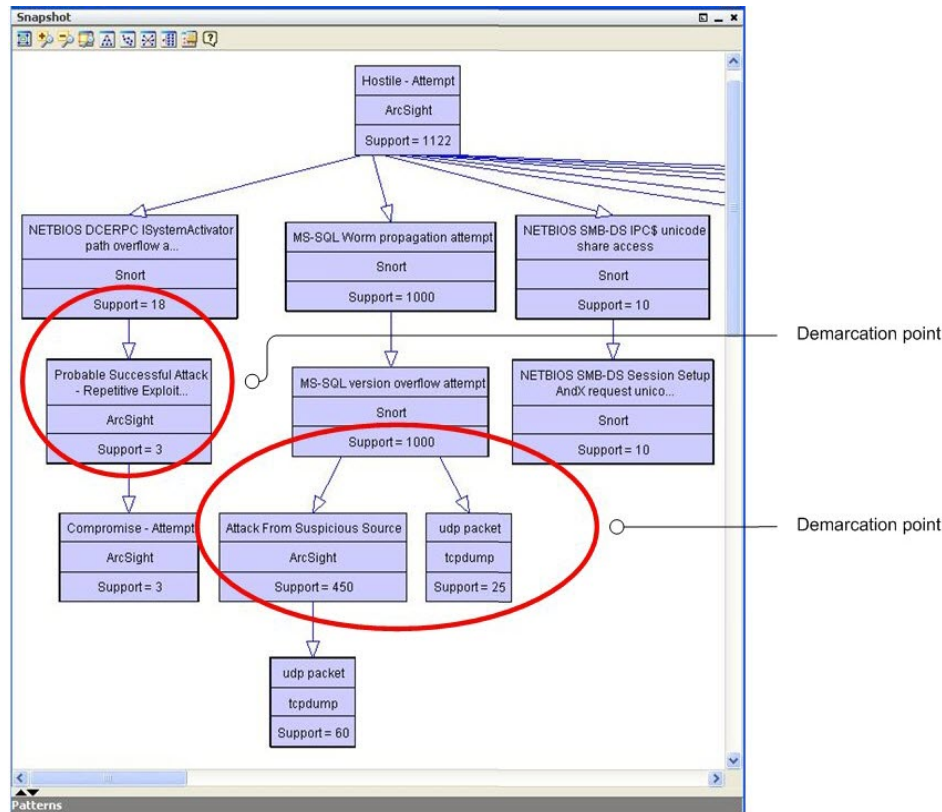 Snapshot
Hostile - Attempt
ArcSight
Support = 1122
NETBIOS DCERPC ISystemActivator
path overflow a...
Snort
Support = 18
MS-SQL Worm propagation attempt
Snort
Support = 1000
NETBIOS SMB-DS IPC$ unicode
share access
Snort
Support = 10
Demarcation point
Probable Successful Attack
- Repetitive Exploit...
ArcSight
Support = 3
MS-SQL version overflow attempt
Snort
Support = 1000
NETBIOS SMB-DS Session Setup
AndX request unico...
Snort
Support = 10
Demarcation point
Compromise - Attempt
ArcSight
Support = 3
Attack From Suspicious Source
ArcSight
Support = 450
udp packet
tcpdump
Support = 25
udp packet
tcpdump
Support = 60
Patterns